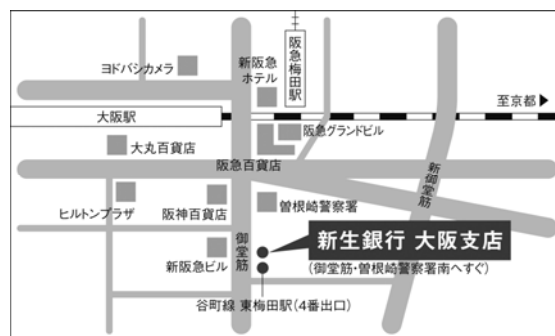 ヨドバシカメラ
新阪急
ホテル
阪急梅田駅
至京都▶
大阪駅
阪急グランドビル
大丸百貨店
阪急百貨店
新御堂筋
ヒルトンプラザ
阪神百貨店
曽根崎警察署
御堂筋
新生銀行 大阪支店
(御堂筋・曽根崎警察署南へすぐ)
新阪急ビル
谷町線 東梅田駅(4番出口)